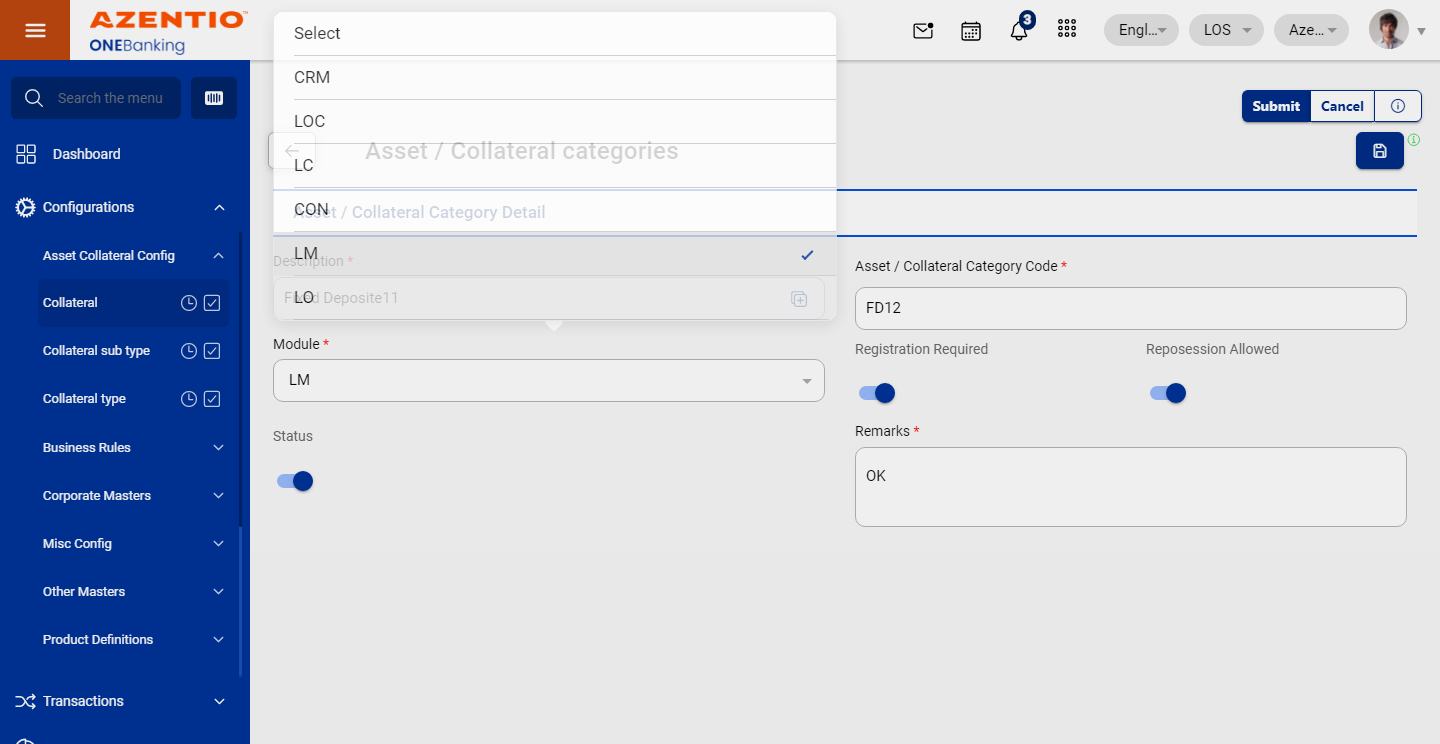 AZENTIO™
ONEBanking
3
Engl...
LOS
Aze...
Search the menu
Dashboard
Configurations
Asset Collateral Config
Collateral
Collateral sub type
Collateral type
Business Rules
Corporate Masters
Misc Config
Other Masters
Product Definitions
Transactions
Select
CRM
LOC
LC
CON
LM
LO
Submit
Cancel
Asset / Collateral categories
Asset / Collateral Category Detail
Description *
Fixed Deposite11
Asset / Collateral Category Code *
FD12
Module *
LM
Registration Required
Reposession Allowed
Status
Remarks *
OK